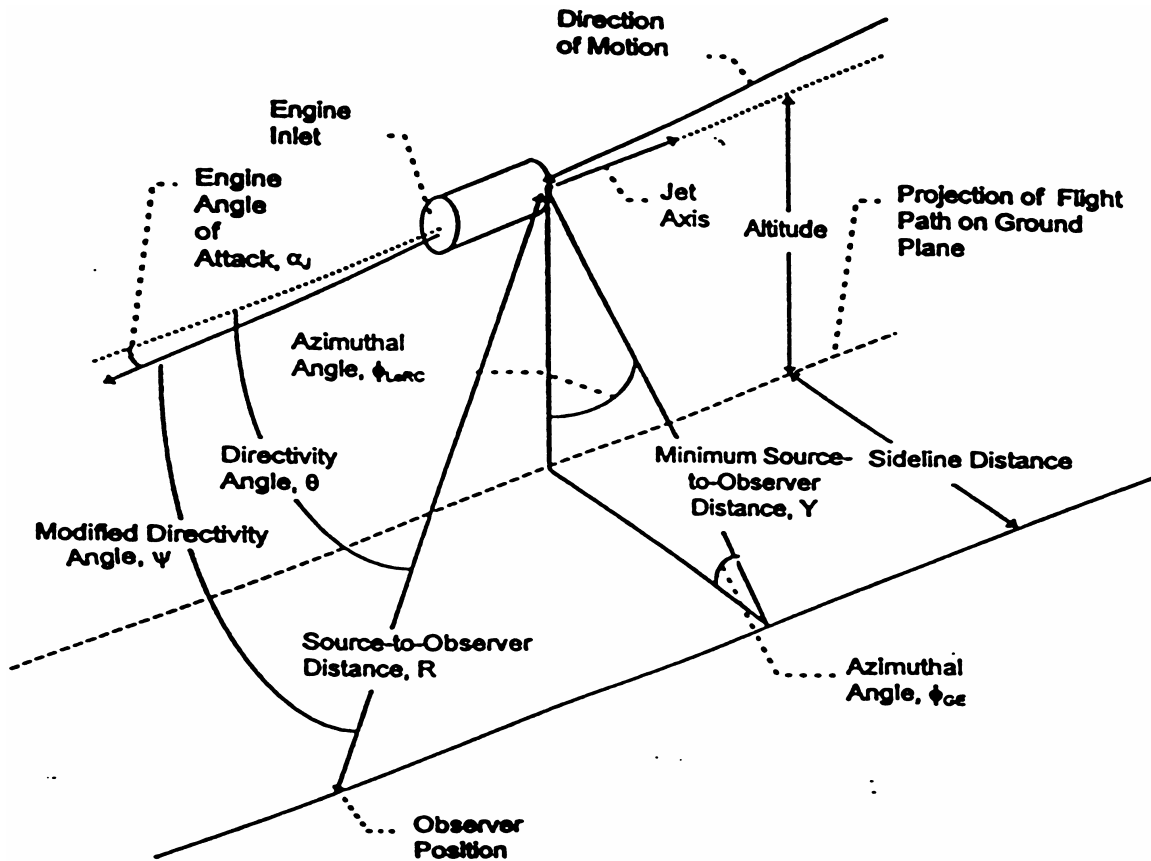 Direction
of Motion
Engine
Inlet
Engine
Angle
of
Attack, αJ
Jet
Axis
Altitude
Projection of Flight
Path on Ground
Plane
Azimuthal
Angle, ϕLeRC
Directivity
Angle, θ
Minimum Source-
to-Observer
Distance, Y
Sideline Distance
Modified Directivity
Angle, Ψ
Source-to-Observer
Distance, R
Azimuthal
Angle, ϕGE
Observer
Position